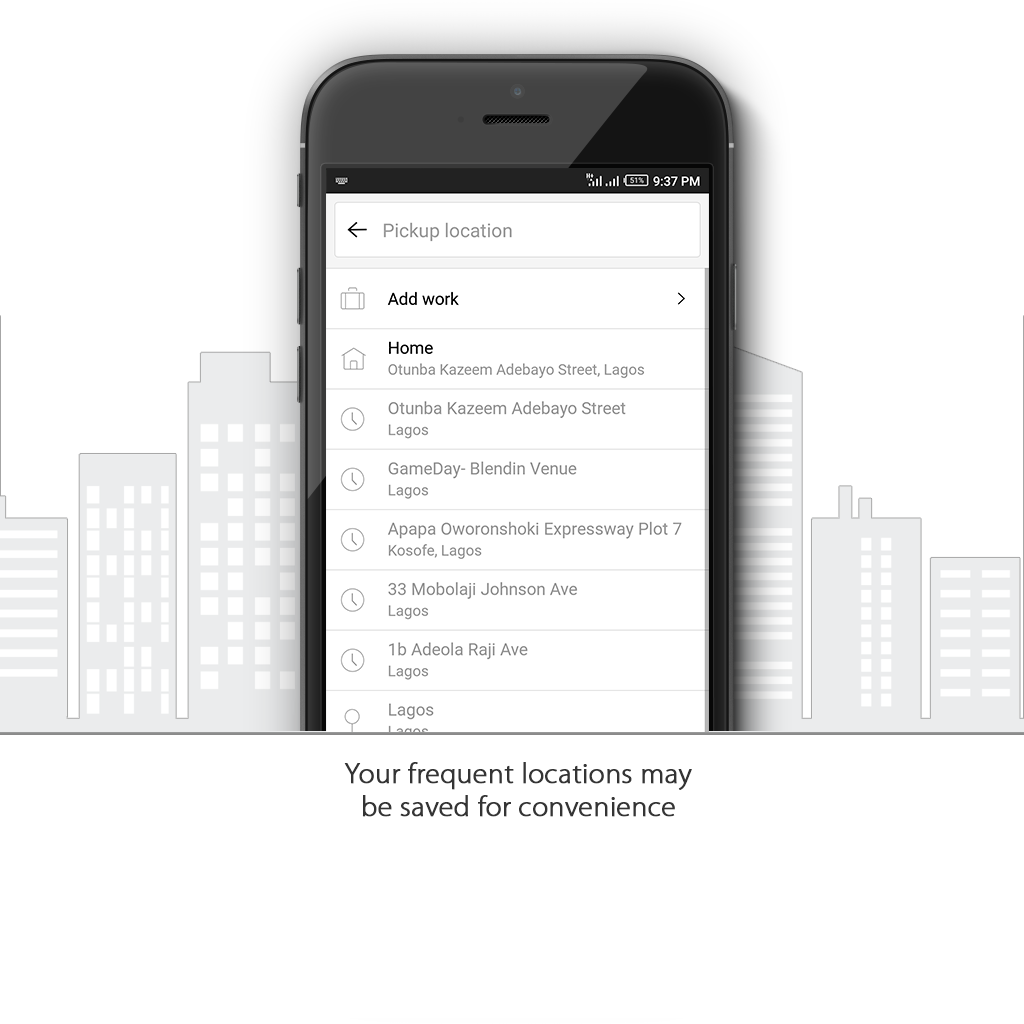 51% 9:37 PM
Pickup location
Add work
Home
Otunba Kazeem Adebayo Street, Lagos
Otunba Kazeem Adebayo Street
Lagos
GameDay- Blendin Venue
Lagos
Apapa Oworonshoki Expressway Plot 7
Kosofe, Lagos
33 Mobolaji Johnson Ave
Lagos
1b Adeola Raji Ave
Lagos
Lagos
Lagos
Your frequent locations may
be saved for convenience